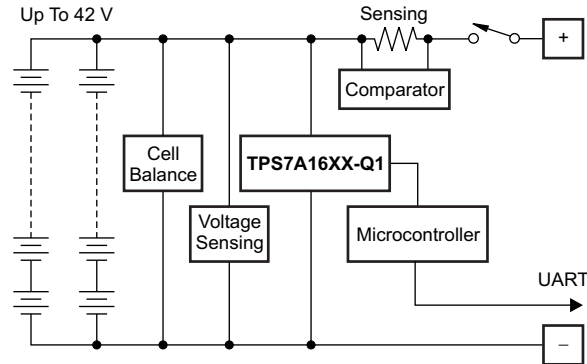 Up To 42 V
Sensing
+
Comparator
Cell
Balance
TPS7A16XX-Q1
Voltage
Sensing
Microcontroller
UART
–